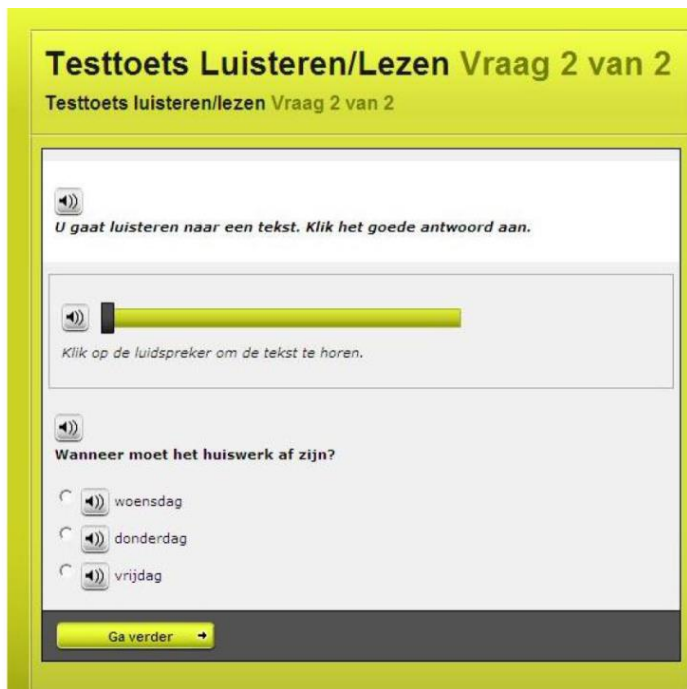 Testtoets Luisteren/Lezen Vraag 2 van 2
Testtoets luisteren/lezen Vraag 2 van 2
U gaat luisteren naar een tekst. Klik het goede antwoord aan.
Klik op de luidspreker om de tekst te horen.
Wanneer moet het huiswerk af zijn?
woensdag
donderdag
vrijdag
Ga verder